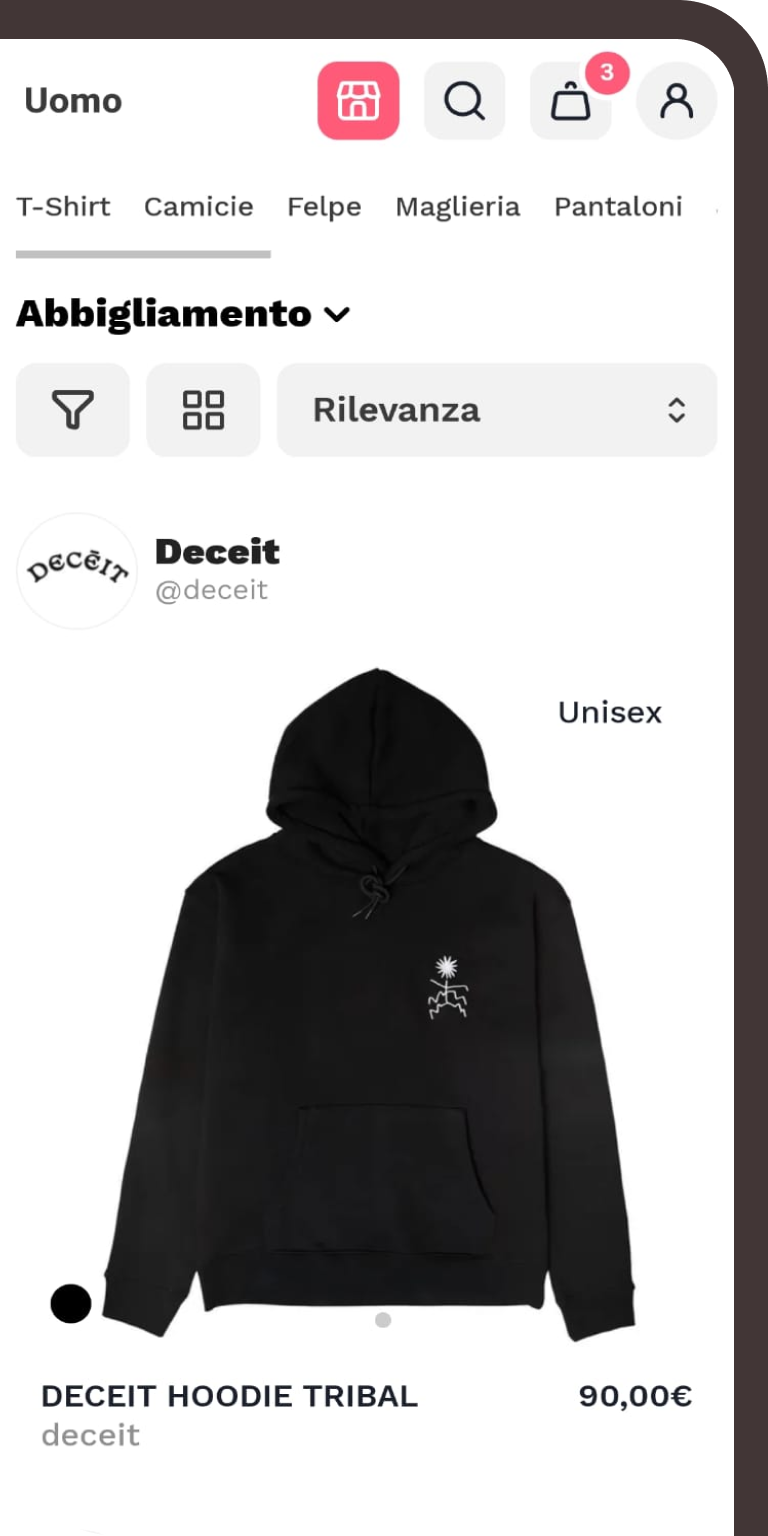 Uomo
3
T-Shirt Camicie Felpe Maglieria Pantaloni
Abbigliamento
Rilevanza
DECĒIT
Deceit
@deceit
Unisex
DECEIT HOODIE TRIBAL 90,00€
deceit